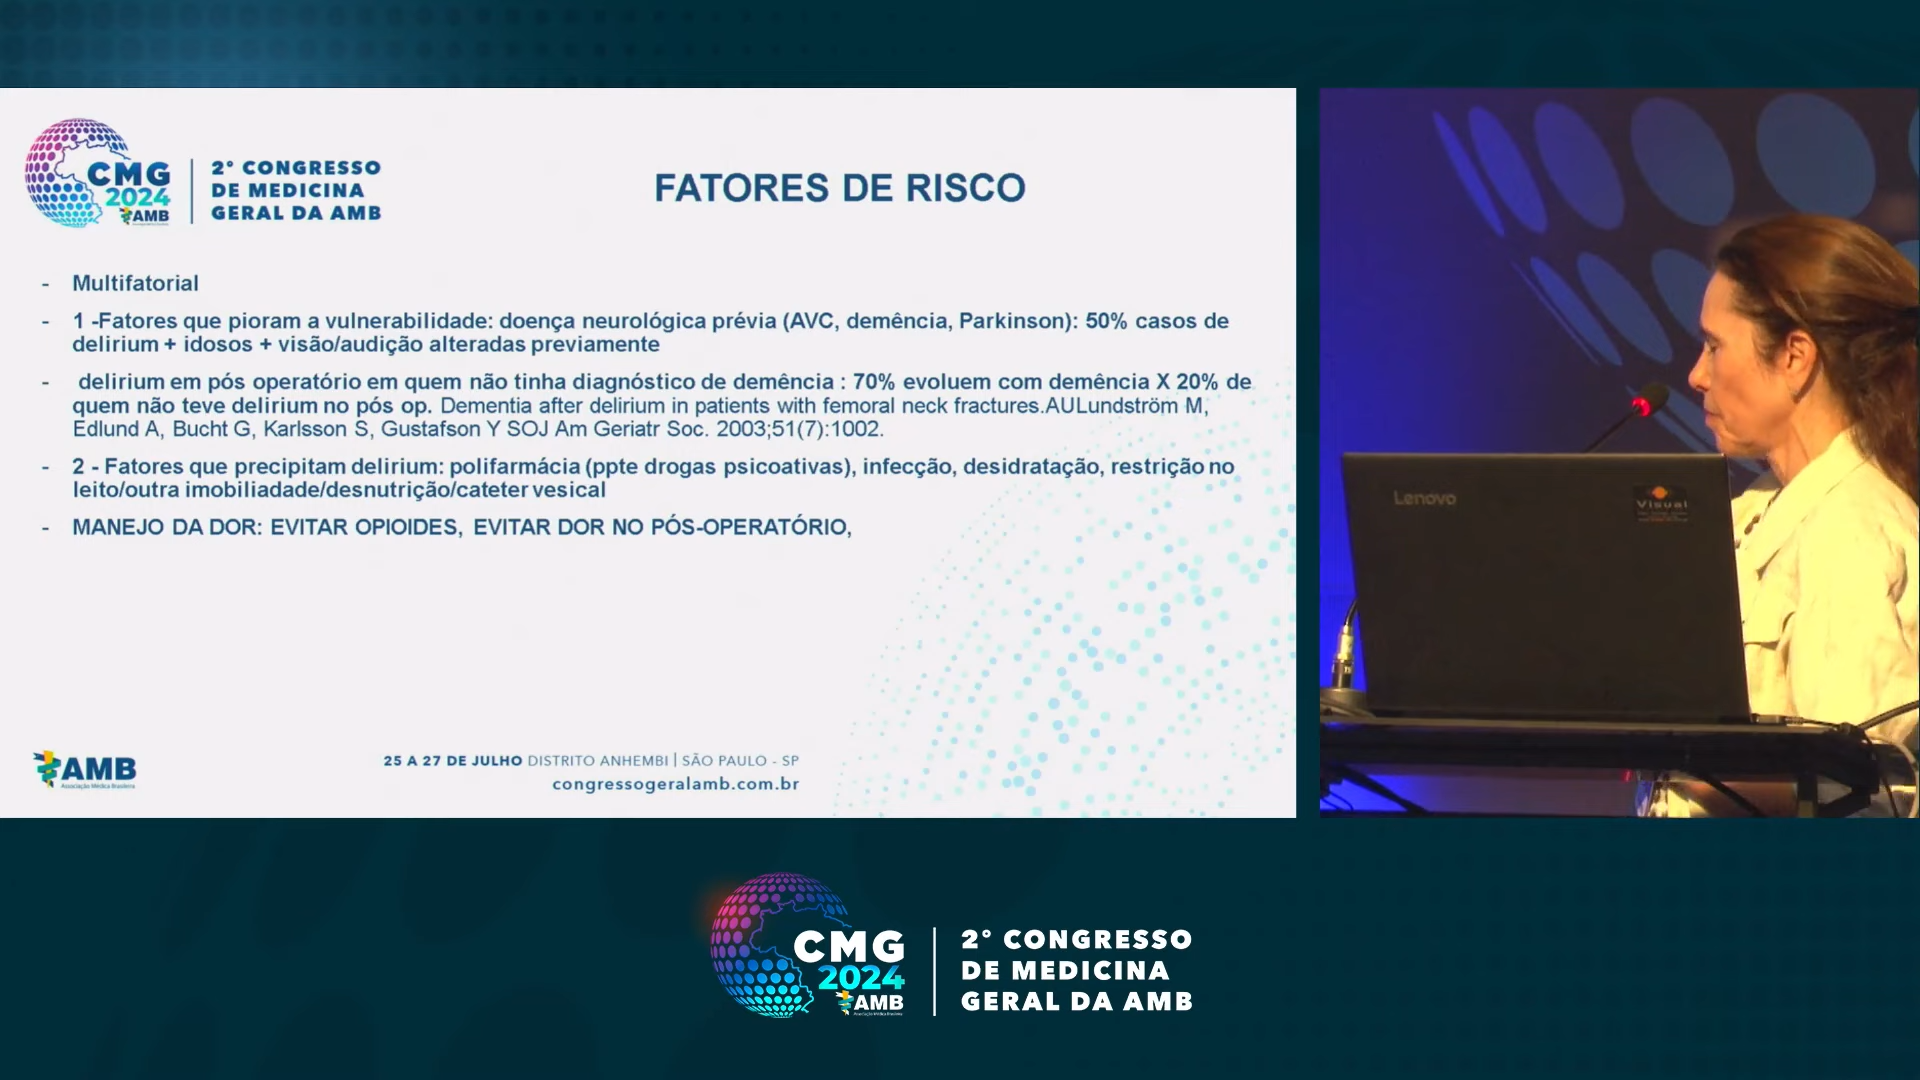 CMG
2024
AMB
2º CONGRESSO
DE MEDICINA
GERAL DA AMB
FATORES DE RISCO
- Multifatorial
- 1 -Fatores que pioram a vulnerabilidade: doença neurológica prévia (AVC, demência, Parkinson): 50% casos de
delirium + idosos + visão/audição alteradas previamente
- delirium em pós operatório em quem não tinha diagnóstico de demência : 70% evoluem com demência X 20% de
quem não teve delirium no pós op. Dementia after delirium in patients with femoral neck fractures.AULundström M,
Edlund A, Bucht G, Karlsson S, Gustafson Y SOJ Am Geriatr Soc. 2003;51(7):1002.
- 2 - Fatores que precipitam delirium: polifarmácia (ppte drogas psicoativas), infecção, desidratação, restrição no
leito/outra imobiliadade/desnutrição/cateter vesical
- MANEJO DA DOR: EVITAR OPIOIDES, EVITAR DOR NO PÓS-OPERATÓRIO,
AMB
Associação Médica Brasileira
25 A 27 DE JULHO DISTRITO ANHEMBI | SÃO PAULO - SP
congressogeralamb.com.br
Lenovo
Visual
CMG
2024
AMB
2º CONGRESSO
DE MEDICINA
GERAL DA AMB